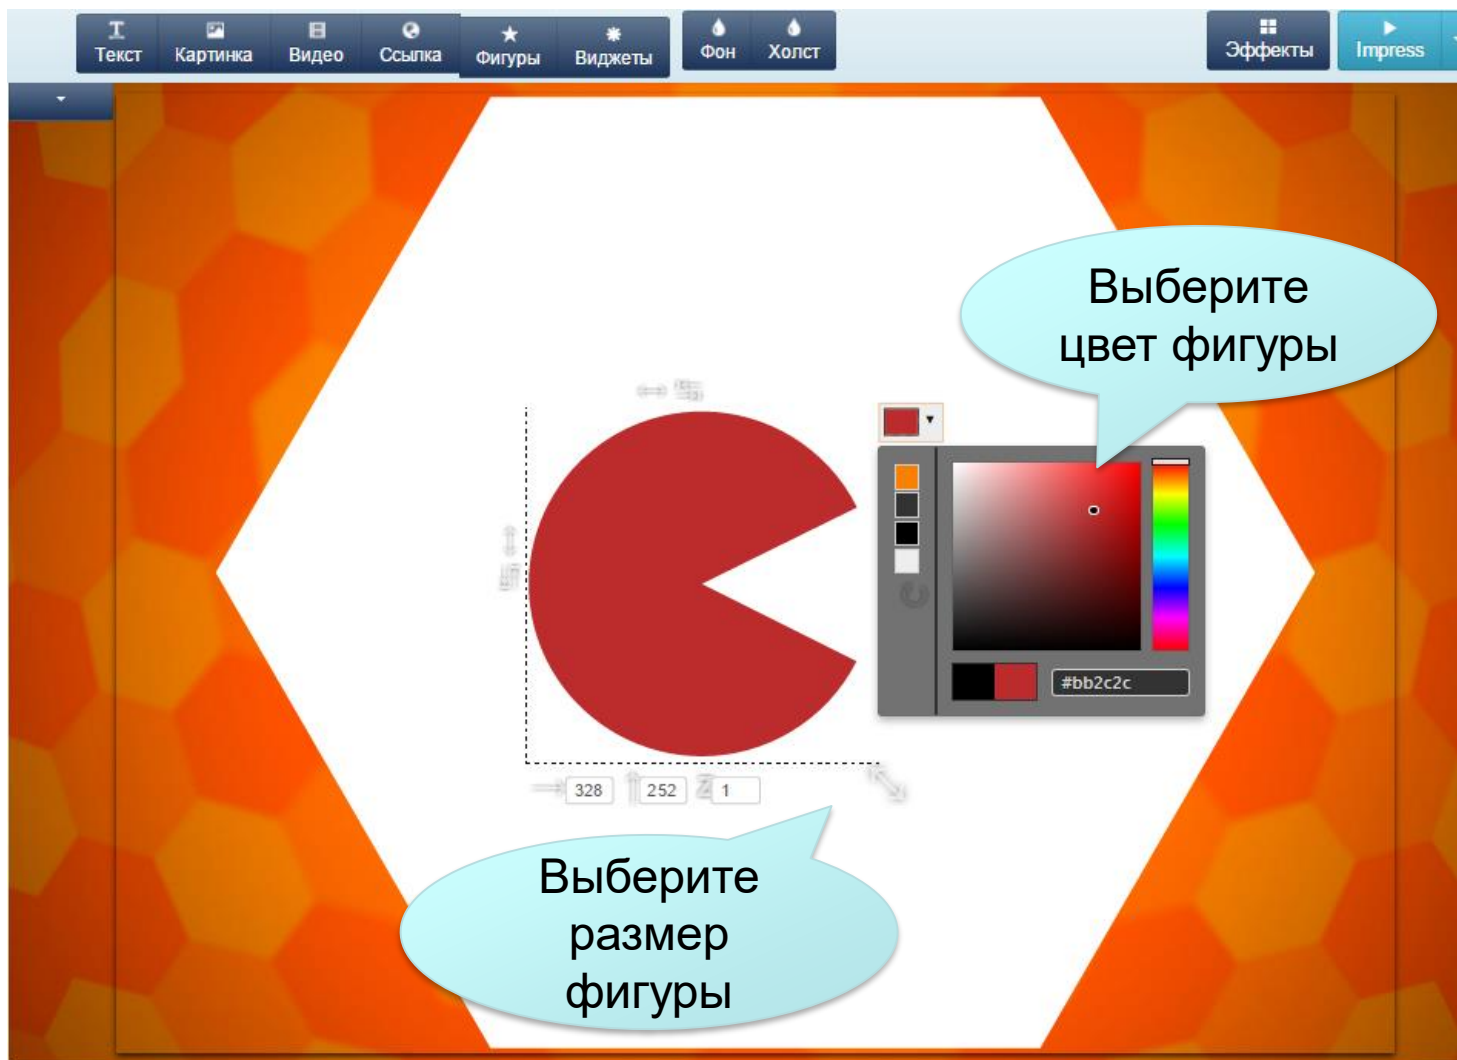 Текст Картинка Видео Ссылка Фигуры Виджеты Фон Холст Эффекты Impress
Выберите
цвет фигуры
#bb2c2c
328 252 1
Выберите
размер
фигуры